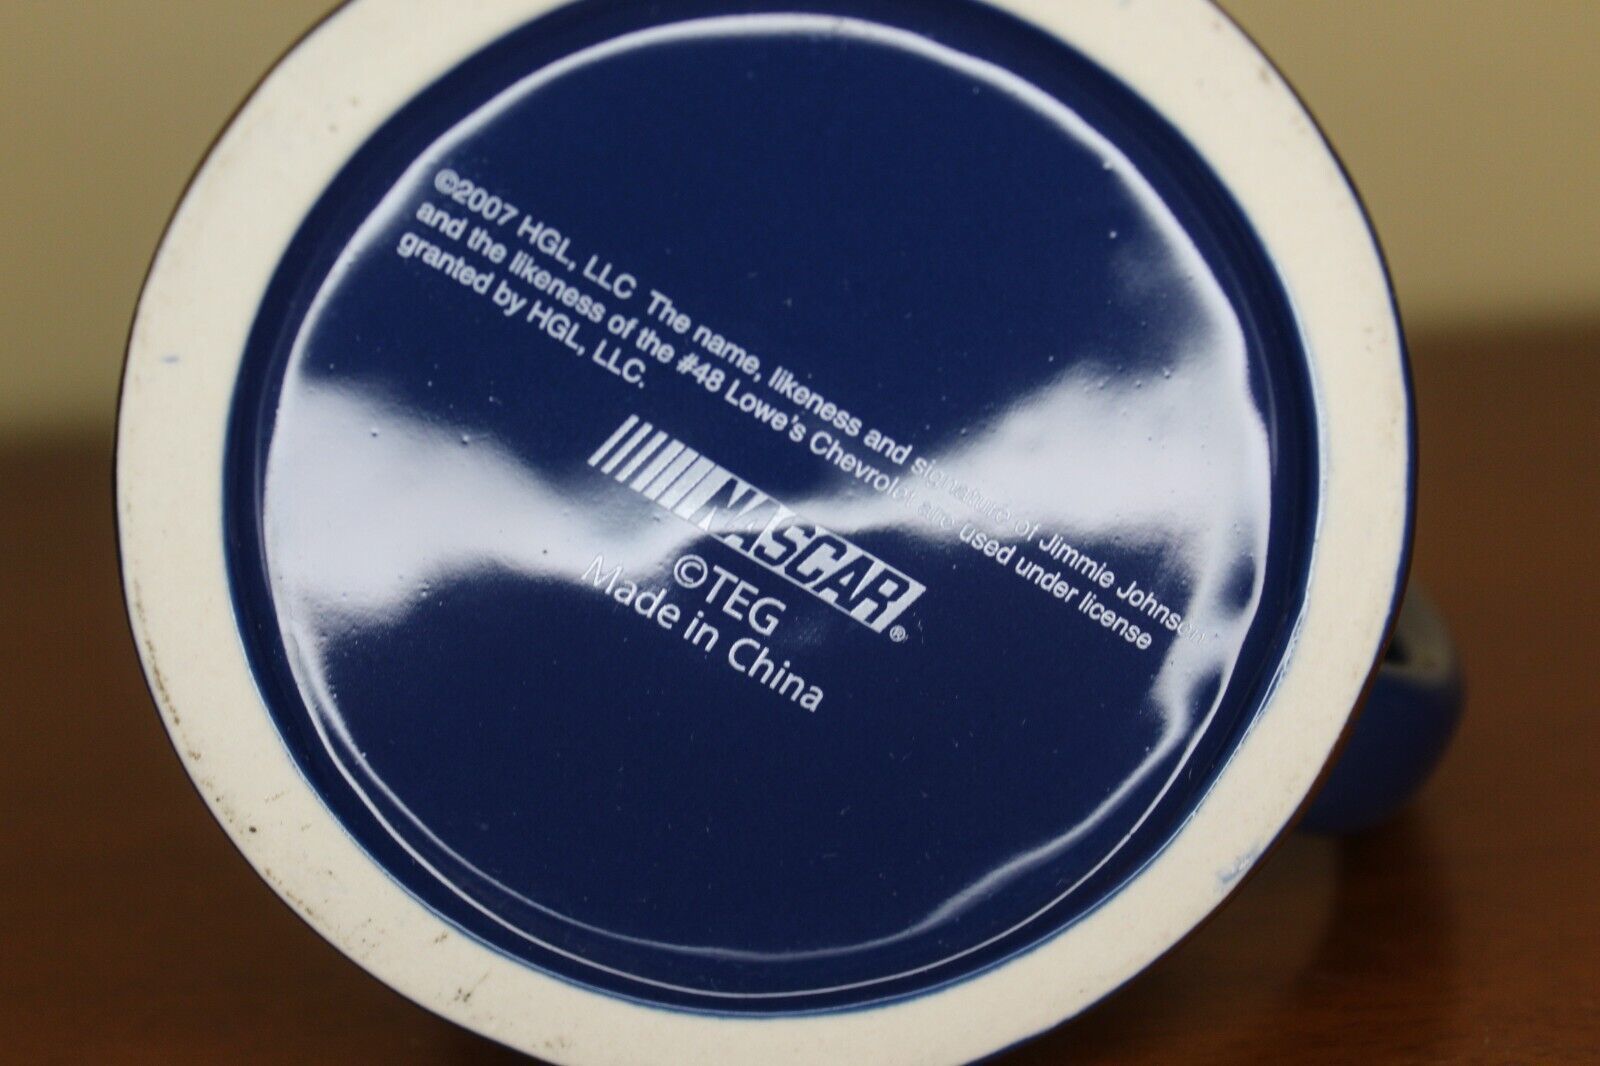 ©2007 HGL, LLC The name, likeness and signature of Jimmie Johnson
and the likeness of the #48 Lowe's Chevrolet are used under license
granted by HGL, LLC.
NASCAR®
©TEG
Made in China